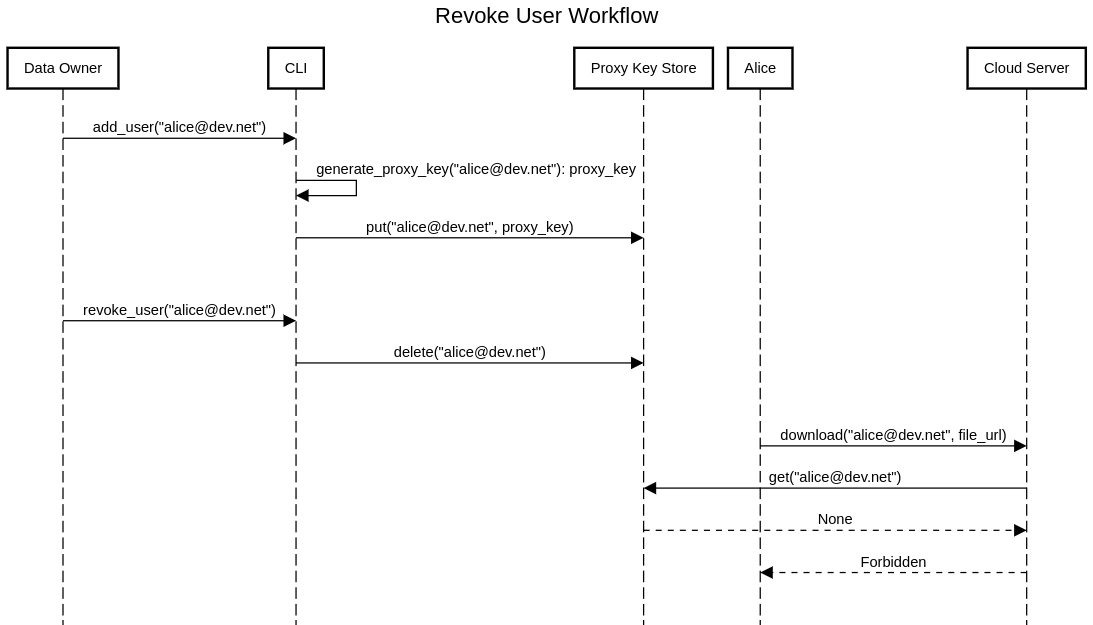 Revoke User Workflow
Data Owner
CLI
Proxy Key Store
Alice
Cloud Server
add_user("alice@dev.net")
generate_proxy_key("alice@dev.net"): proxy_key
put("alice@dev.net", proxy_key)
revoke_user("alice@dev.net")
delete("alice@dev.net")
download("alice@dev.net", file_url)
get("alice@dev.net")
None
Forbidden